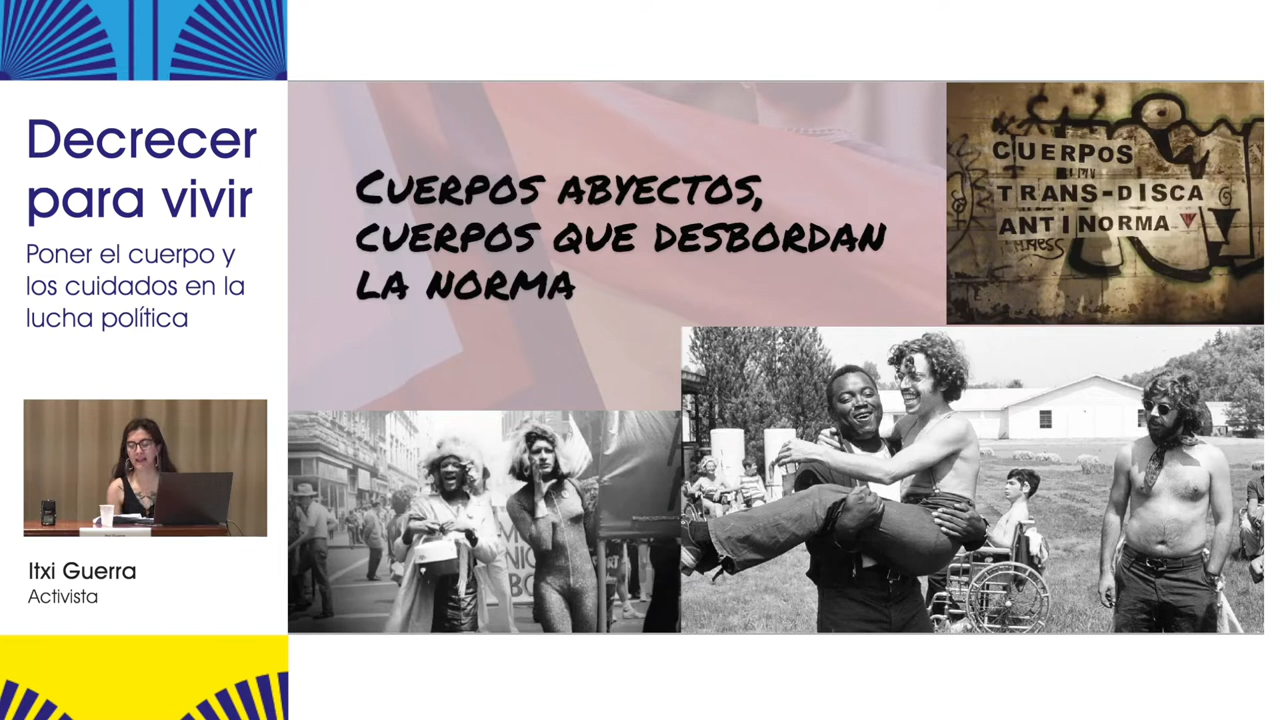 Decrecer
para vivir
Poner el cuerpo y
los cuidados en la
lucha política
Itxi Guerra
Activista
CUERPOS ABYECTOS,
CUERPOS QUE DESBORDAN
LA NORMA
CUERPOS
TRANS-DISCA
ANTINORMA